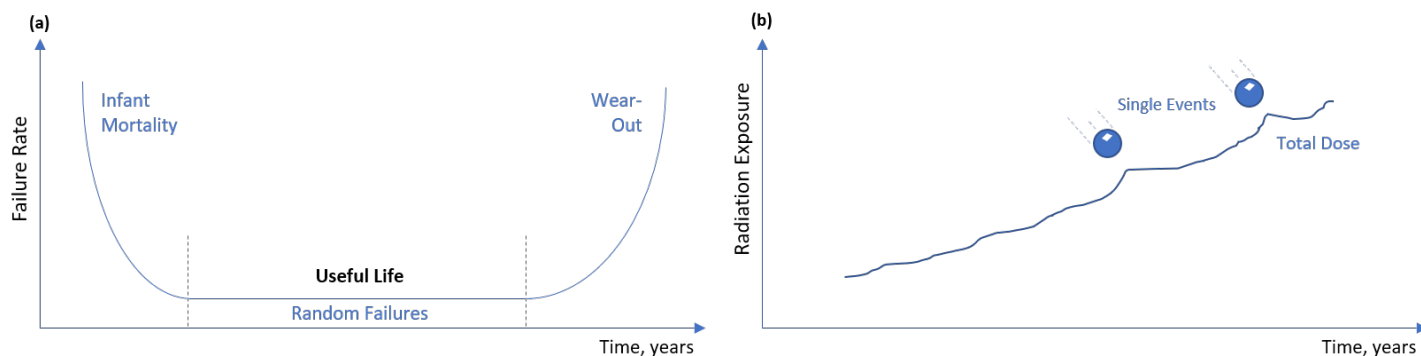 (a)
Failure Rate
Infant
Mortality
Wear-
Out
Useful Life
Random Failures
Time, years
(b)
Radiation Exposure
Single Events
Total Dose
Time, years